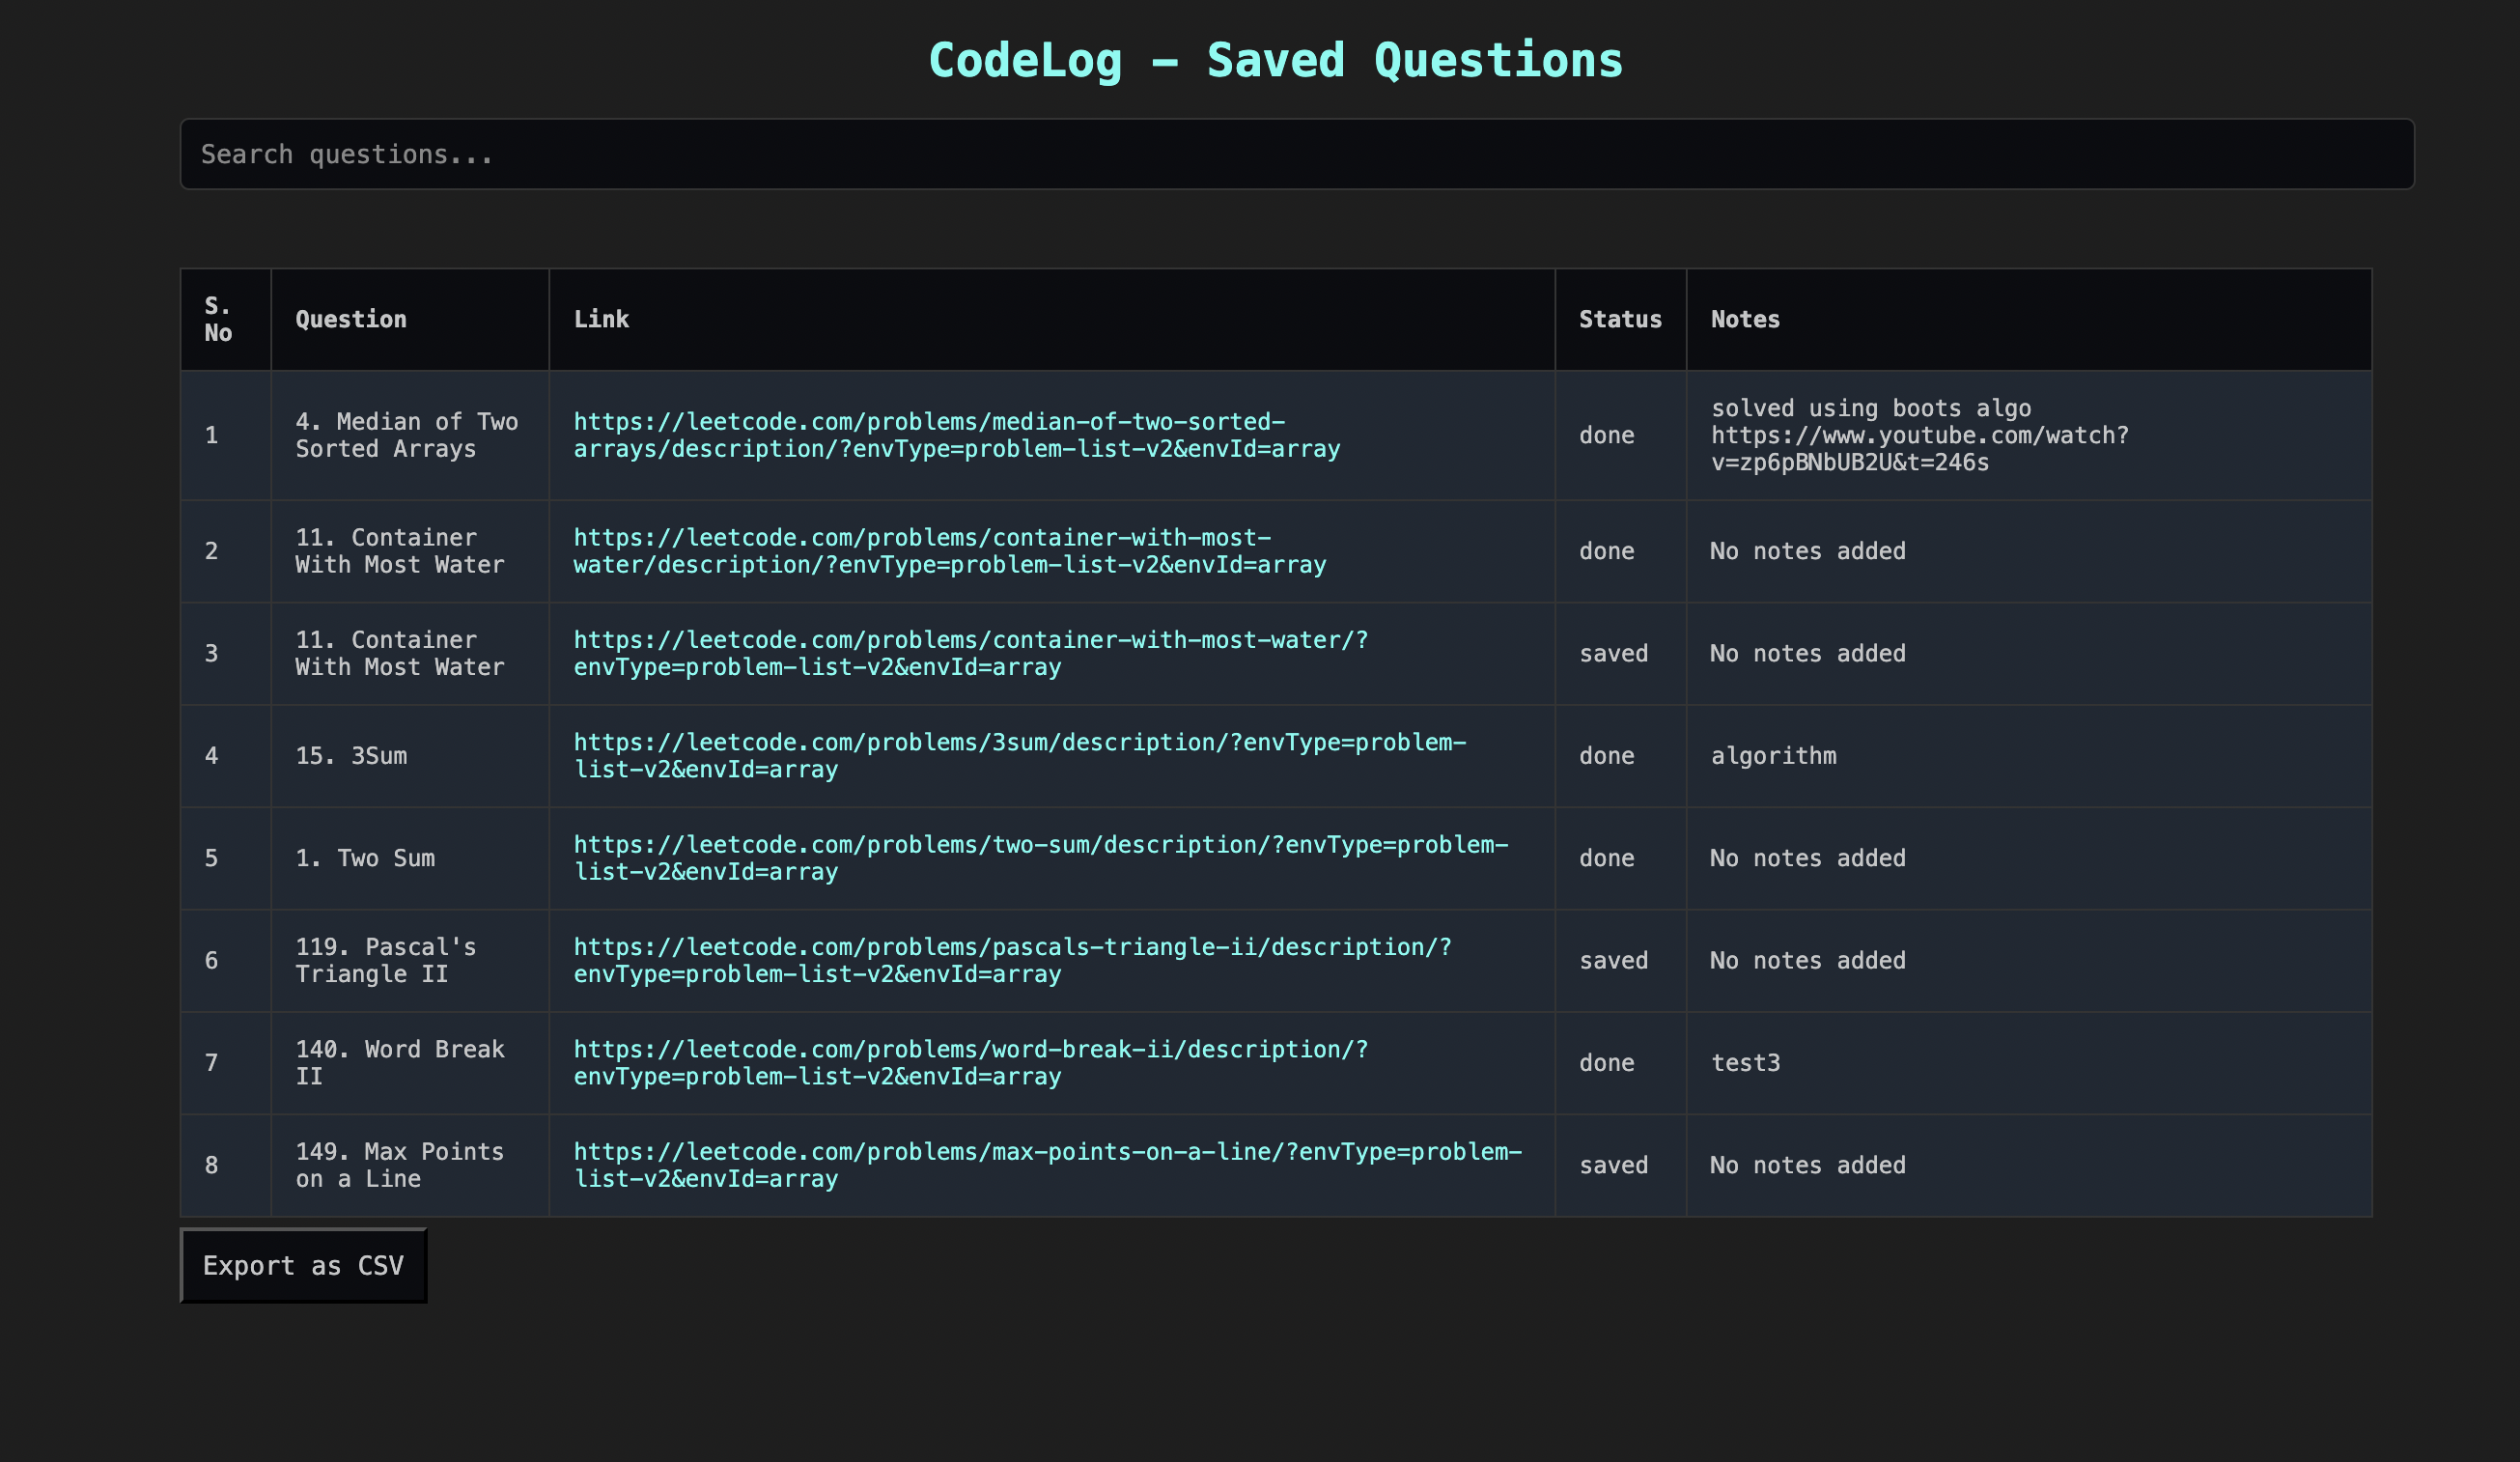 CodeLog – Saved Questions
Search questions...
S.
No
Question
Link
Status
Notes
1
4. Median of Two
Sorted Arrays
https://leetcode.com/problems/median-of-two-sorted-
arrays/description/?envType=problem-list-v2&envId=array
done
solved using boots algo
https://www.youtube.com/watch?
v=zp6pBNbUB2U&t=246s
2
11. Container
With Most Water
https://leetcode.com/problems/container-with-most-
water/description/?envType=problem-list-v2&envId=array
done
No notes added
3
11. Container
With Most Water
https://leetcode.com/problems/container-with-most-water/?
envType=problem-list-v2&envId=array
saved
No notes added
4
15. 3Sum
https://leetcode.com/problems/3sum/description/?envType=problem-
list-v2&envId=array
done
algorithm
5
1. Two Sum
https://leetcode.com/problems/two-sum/description/?envType=problem-
list-v2&envId=array
done
No notes added
6
119. Pascal's
Triangle II
https://leetcode.com/problems/pascals-triangle-ii/description/?
envType=problem-list-v2&envId=array
saved
No notes added
7
140. Word Break
II
https://leetcode.com/problems/word-break-ii/description/?
envType=problem-list-v2&envId=array
done
test3
8
149. Max Points
on a Line
https://leetcode.com/problems/max-points-on-a-line/?envType=problem-
list-v2&envId=array
saved
No notes added
Export as CSV